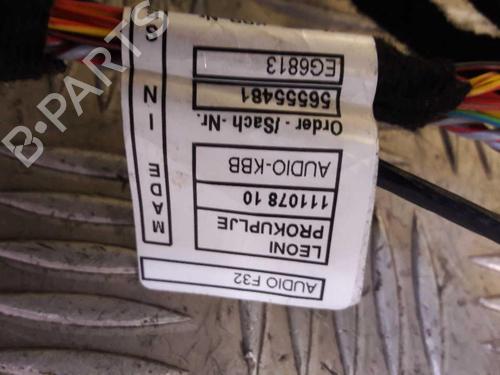 AUDIO F32
LEONI
PROKUPLJE
111078 10
AUDIO-KBB
Order-/Sach.-Nr.
56555481
EG6813
MADE IN S
B-PARTS